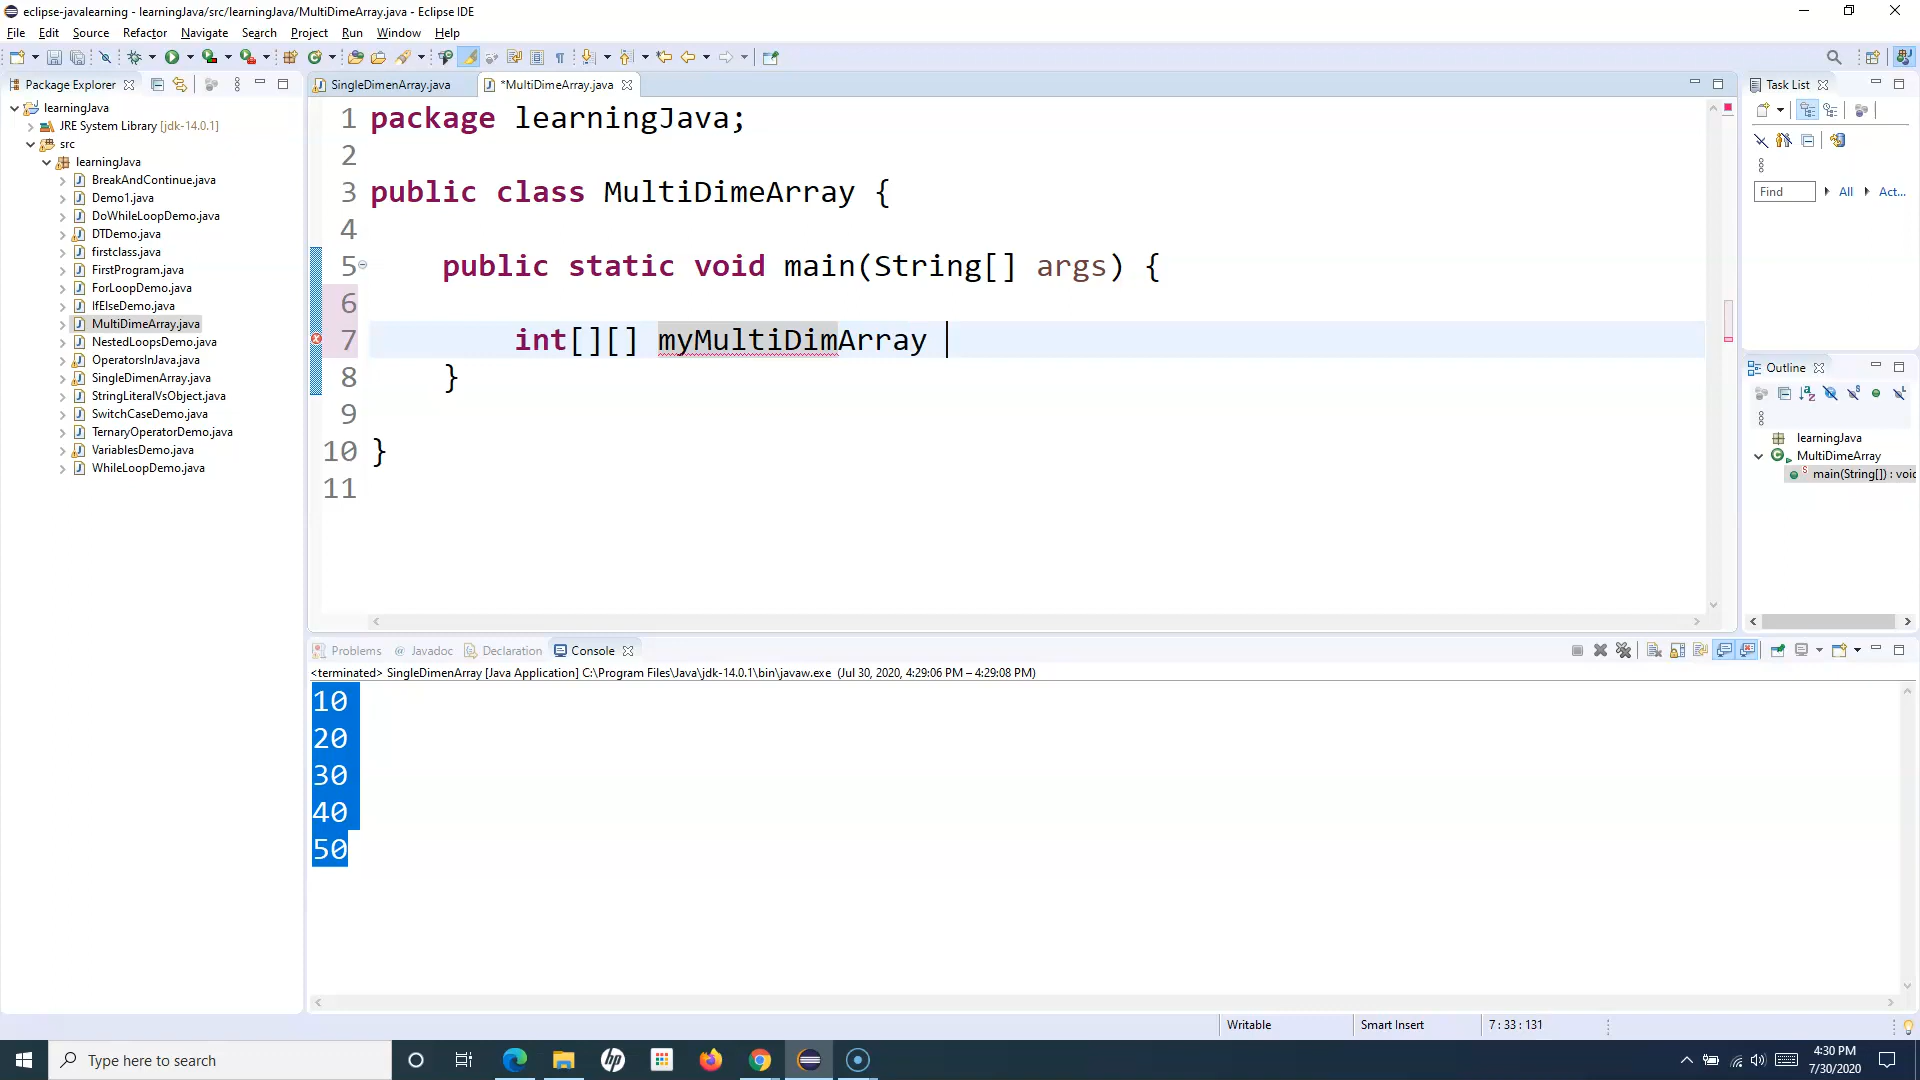 eclipse-javalearning - learningJava/src/learningJava/MultiDimeArray.java - Eclipse IDE
File Edit Source Refactor Navigate Search Project Run Window Help
Package Explorer
learningJava
JRE System Library [jdk-14.0.1]
src
learningJava
BreakAndContinue.java
Demo1.java
DoWhileLoopDemo.java
DTDemo.java
firstclass.java
FirstProgram.java
ForLoopDemo.java
IfElseDemo.java
MultiDimeArray.java
NestedLoopsDemo.java
OperatorsInJava.java
SingleDimenArray.java
StringLiteralVsObject.java
SwitchCaseDemo.java
TernaryOperatorDemo.java
VariablesDemo.java
WhileLoopDemo.java
SingleDimenArray.java *MultiDimeArray.java
1 package learningJava;
2
3 public class MultiDimeArray {
4
5 public static void main(String[] args) {
6
7 int[][] myMultiDimArray
8 }
9
10 }
11
Task List
Find All Act...
Outline
learningJava
MultiDimeArray
main(String[]) : void
Problems @ Javadoc Declaration Console
<terminated> SingleDimenArray [Java Application] C:\Program Files\Java\jdk-14.0.1\bin\javaw.exe (Jul 30, 2020, 4:29:06 PM – 4:29:08 PM)
10
20
30
40
50
Writable Smart Insert 7 : 33 : 131
Type here to search
hp
4:30 PM
7/30/2020